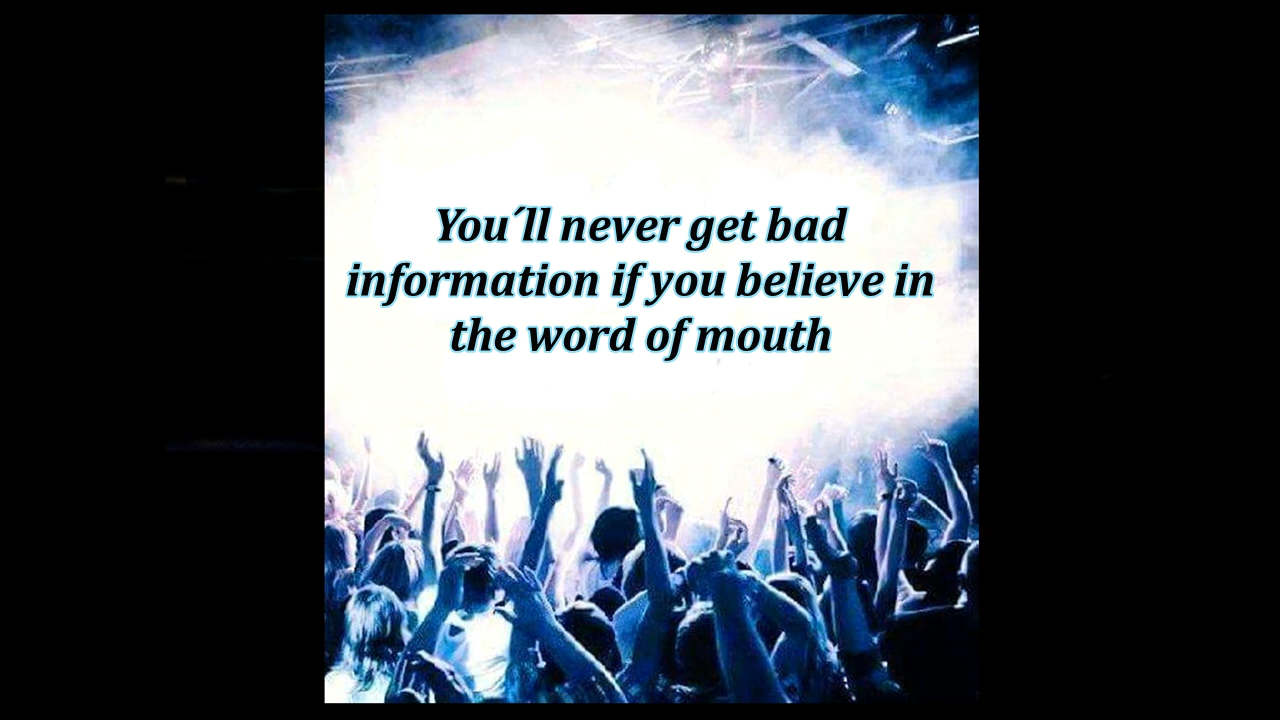 You´ll never get bad
information if you believe in
the word of mouth